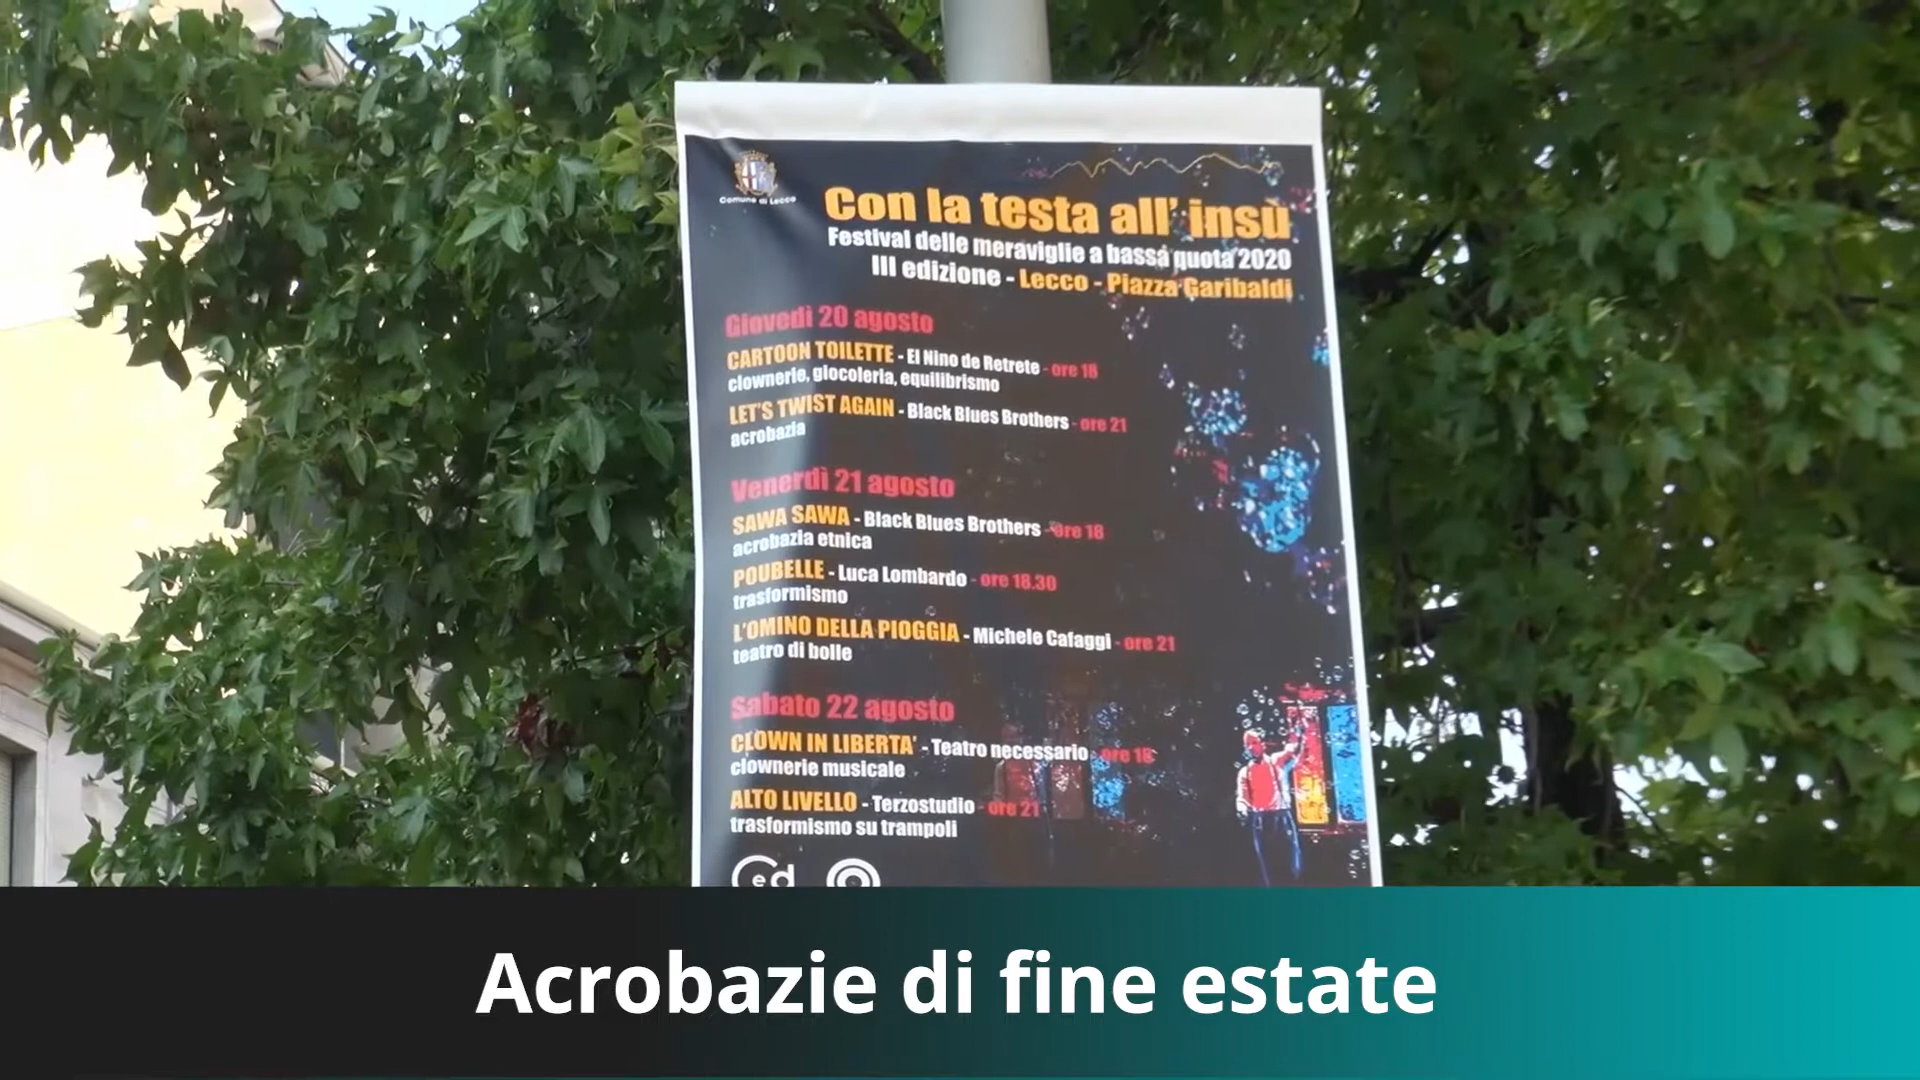 Comune di Lecco
Con la testa all' insù
Festival delle meraviglie a bassa quota 2020
III edizione - Lecco - Piazza Garibaldi
Giovedì 20 agosto
CARTOON TOILETTE - El Nino de Retrete - ore 18
clownerie, giocoleria, equilibrismo
LET'S TWIST AGAIN - Black Blues Brothers - ore 21
acrobazia
Venerdì 21 agosto
SAWA SAWA - Black Blues Brothers - ore 18
acrobazia etnica
POUBELLE - Luca Lombardo - ore 18.30
trasformismo
L'OMINO DELLA PIOGGIA - Michele Cafaggi - ore 21
teatro di bolle
Sabato 22 agosto
CLOWN IN LIBERTA' - Teatro necessario - ore 18
clownerie musicale
ALTO LIVELLO - Terzostudio - ore 21
trasformismo su trampoli
ed
Acrobazie di fine estate